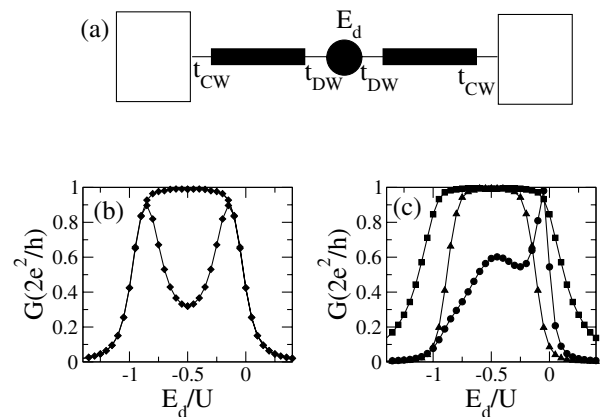 (a)
E_d
t_CW t_DW t_DW t_CW
(b) (c)
G(2e²/h)
1
0.8
0.6
0.4
0.2
0
-1 -0.5 0
E_d/U
G(2e²/h)
1
0.8
0.6
0.4
0.2
0
-1 -0.5 0
E_d/U